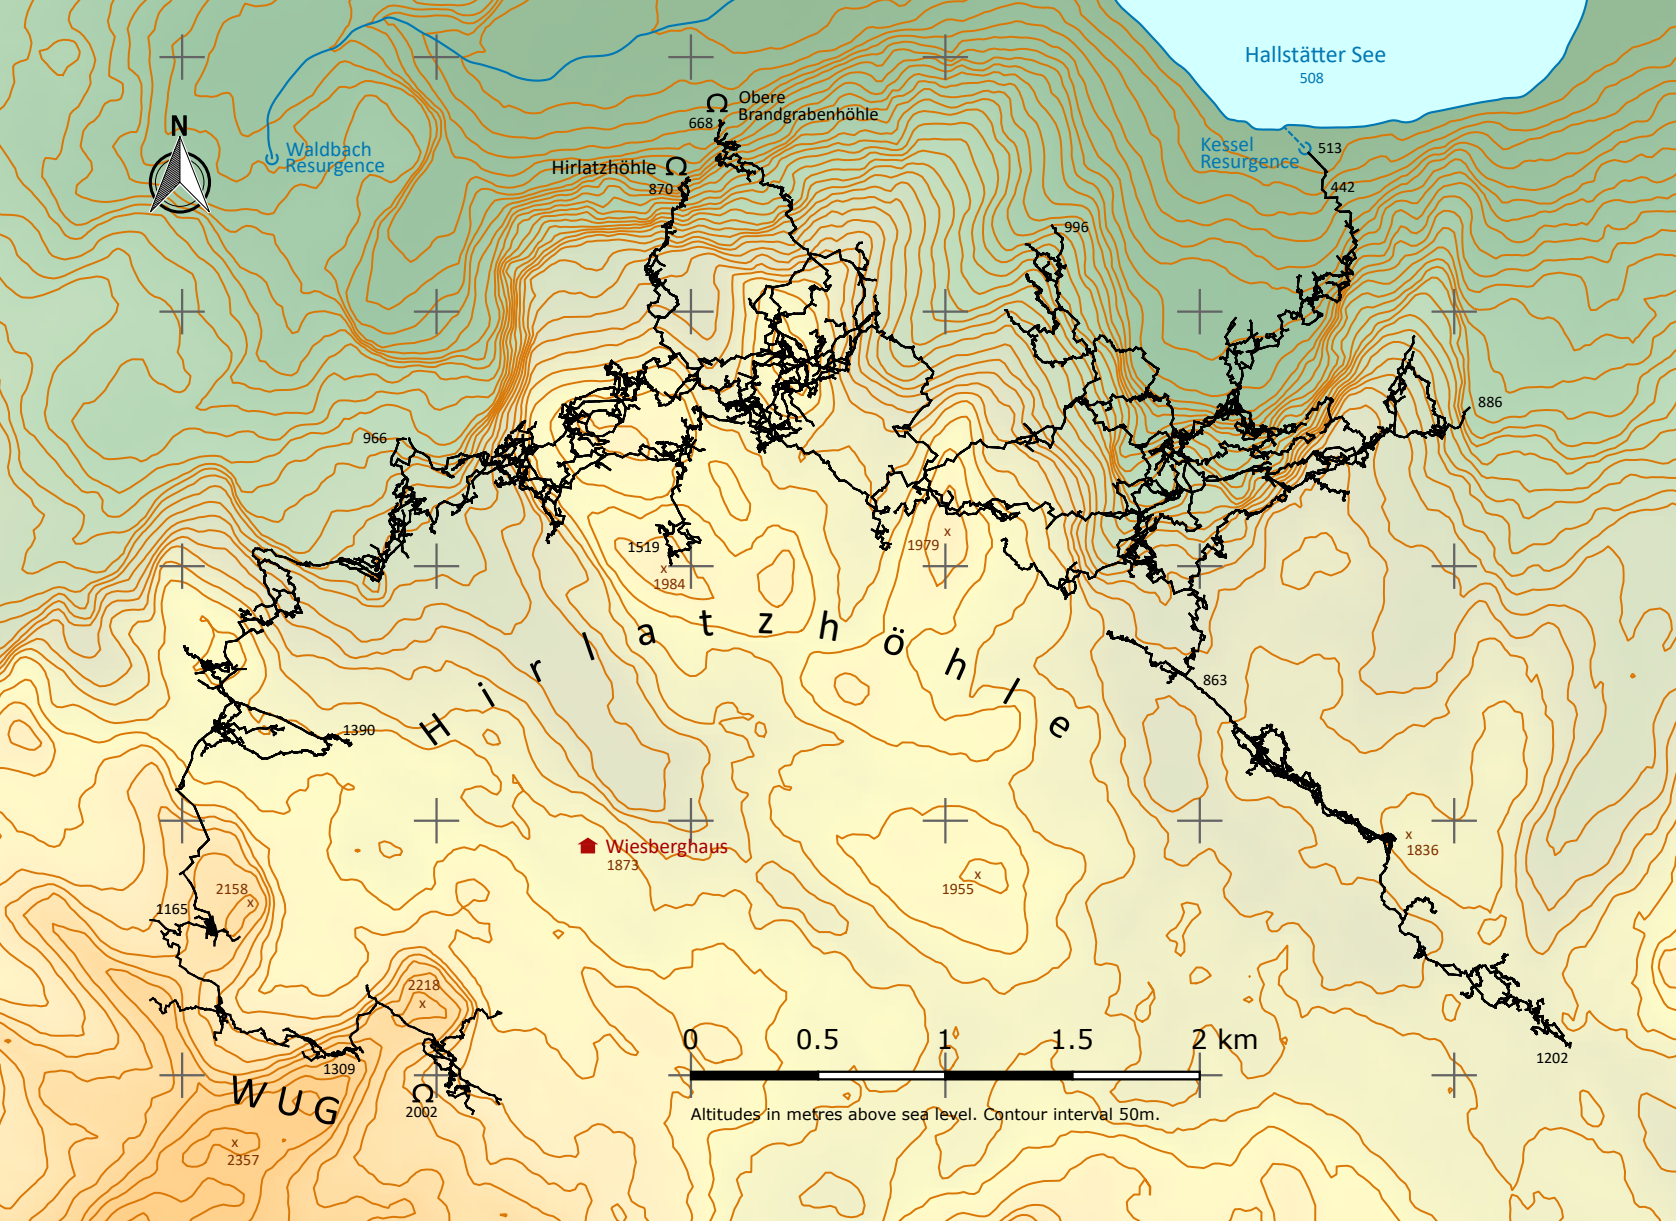 Hallstätter See
508
Obere
Brandgrabenhöhle
668
N
Waldbach
Resurgence
Hirlatzhöhle
870
Kessel
Resurgence
513
442
996
886
966
1519
1984
1979
Hirlatzhöhle
863
1390
Wiesberghaus
1873
1836
2158
1955
1165
2218
0 0.5 1 1.5 2 km
1202
1309
WUG
2002
Altitudes in metres above sea level. Contour interval 50m.
2357